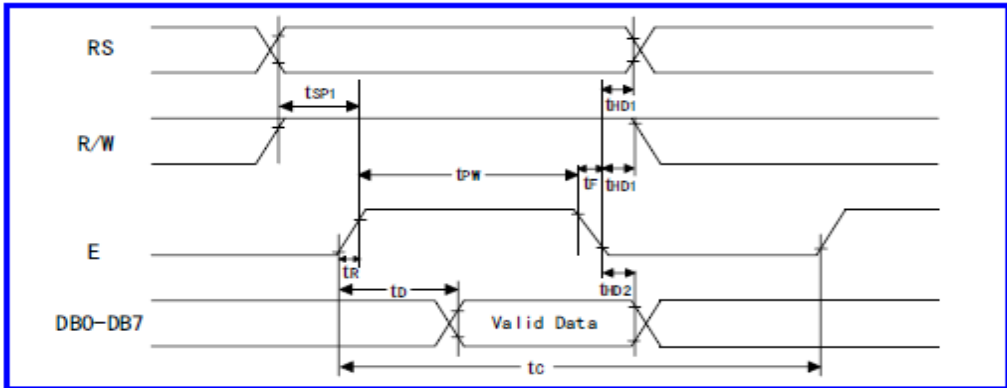 RS
tSP1
tHD1
R/W
tPW
tF
tHD1
E
tR
tD
tHD2
DB0-DB7
Valid Data
tC